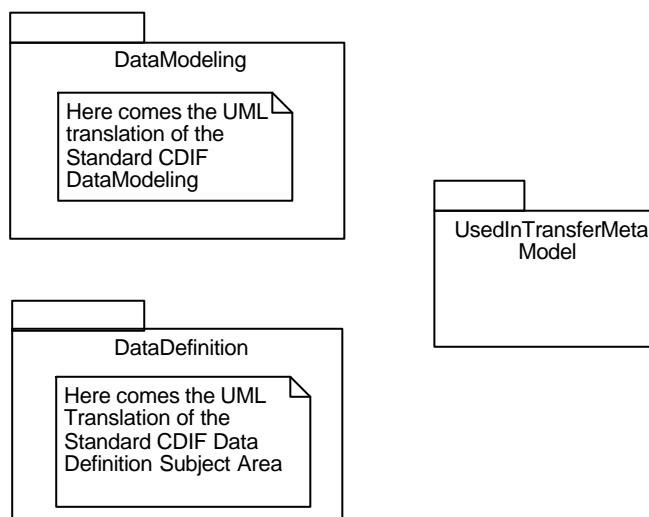 DataModeling
Here comes the UML
translation of the
Standard CDIF
DataModeling
UsedInTransferMeta
Model
DataDefinition
Here comes the UML
Translation of the
Standard CDIF Data
Definition Subject Area